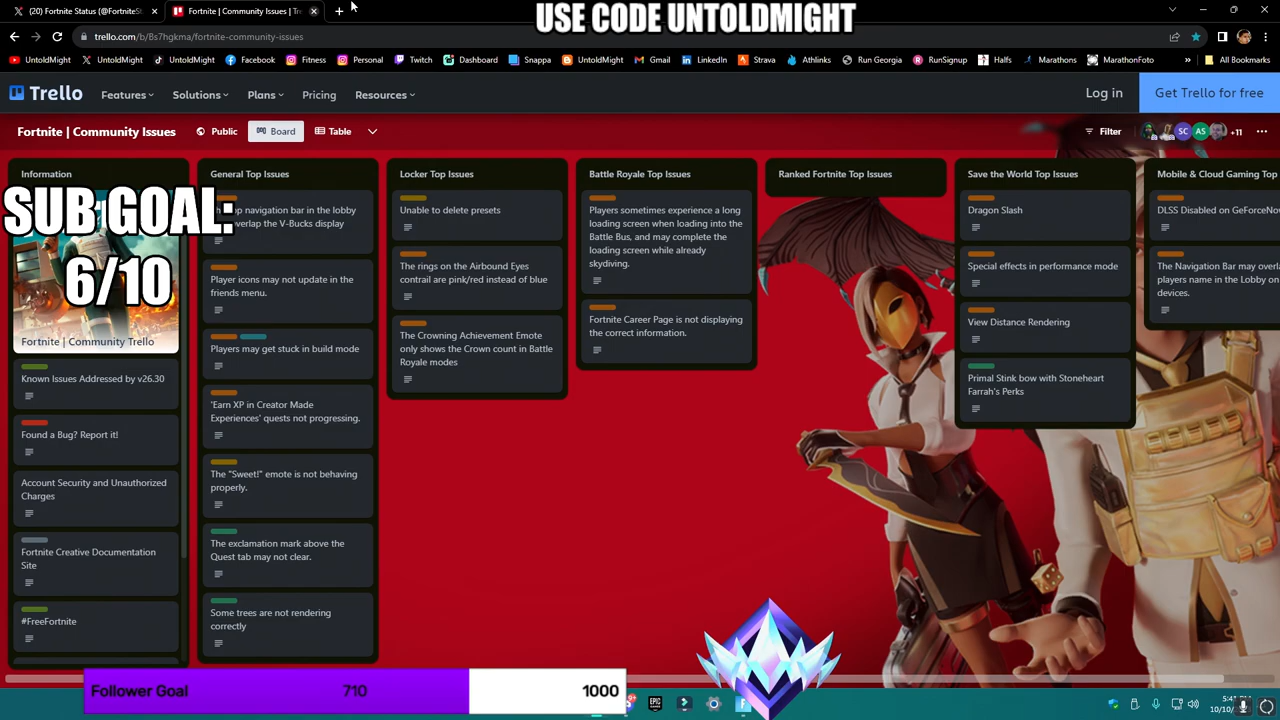 (20) Fortnite Status (@FortniteSt
Fortnite | Community Issues | Tr
USE CODE UNTOLDMIGHT
trello.com/b/Bs7hgkma/fortnite-community-issues
UntoldMight
UntoldMight
UntoldMight
Facebook
Fitness
Personal
Twitch
Dashboard
Snappa
UntoldMight
Gmail
LinkedIn
Strava
Athlinks
Run Georgia
RunSignup
Halfs
Marathons
MarathonFoto
»
All Bookmarks
Trello
Features
Solutions
Plans
Pricing
Resources
Log in
Get Trello for free
Fortnite | Community Issues
Public
Board
Table
Filter
SC
AS
+11
Information
SUB GOAL:
6/10
Fortnite | Community Trello
Known Issues Addressed by v26.30
Found a Bug? Report it!
Account Security and Unauthorized
Charges
Fortnite Creative Documentation
Site
#FreeFortnite
General Top Issues
top navigation bar in the lobby
overlap the V-Bucks display
Player icons may not update in the
friends menu.
Players may get stuck in build mode
'Earn XP in Creator Made
Experiences' quests not progressing.
The "Sweet!" emote is not behaving
properly.
The exclamation mark above the
Quest tab may not clear.
Some trees are not rendering
correctly
Locker Top Issues
Unable to delete presets
The rings on the Airbound Eyes
contrail are pink/red instead of blue
The Crowning Achievement Emote
only shows the Crown count in Battle
Royale modes
Battle Royale Top Issues
Players sometimes experience a long
loading screen when loading into the
Battle Bus, and may complete the
loading screen while already
skydiving.
Fortnite Career Page is not displaying
the correct information.
Ranked Fortnite Top Issues
Save the World Top Issues
Dragon Slash
Special effects in performance mode
View Distance Rendering
Primal Stink bow with Stoneheart
Farrah's Perks
Mobile & Cloud Gaming Top
DLSS Disabled on GeForceNow
The Navigation Bar may overla
players name in the Lobby on
devices.
Follower Goal
710
1000
EPIC
5:41
10/10/